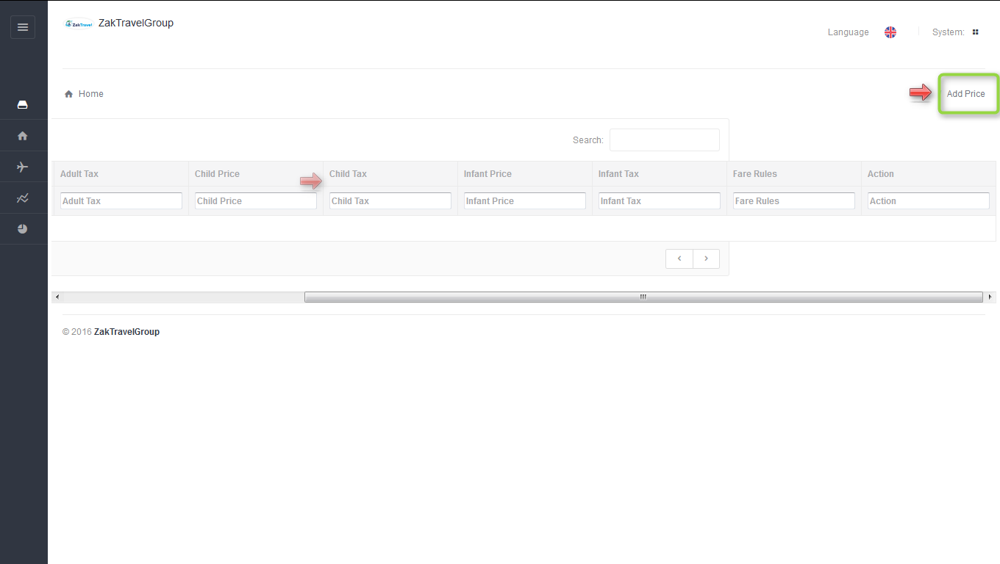 ZakTravel ZakTravelGroup
Language System:
Home Add Price
Search:
Adult Tax Child Price Child Tax Infant Price Infant Tax Fare Rules Action
Adult Tax Child Price Child Tax Infant Price Infant Tax Fare Rules Action
© 2016 ZakTravelGroup